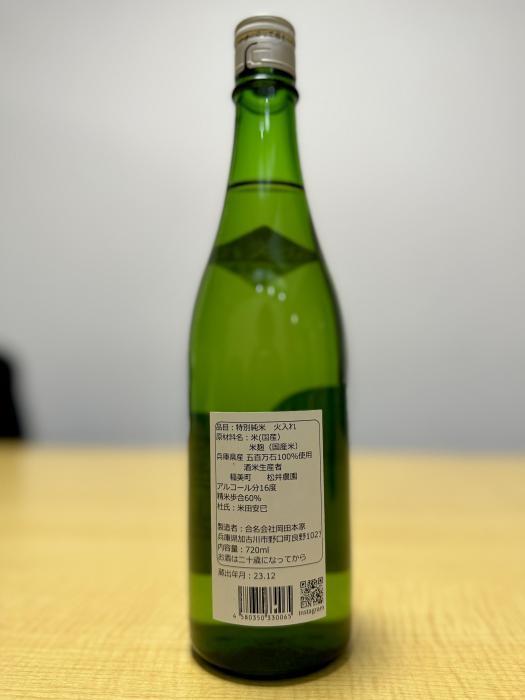 品目：特別純米　火入れ
原材料名：米(国産)
米麹（国産米）
兵庫県産 五百万石100%使用
酒米生産者
稲美町　松井農園
アルコール分16度
精米歩合60%
杜氏：米田安巳
製造者：合名会社岡田本家
兵庫県加古川市野口町良野1021
内容量：720ml
お酒は二十歳になってから
蔵出年月：23.12
4 580350 330065
Instagram